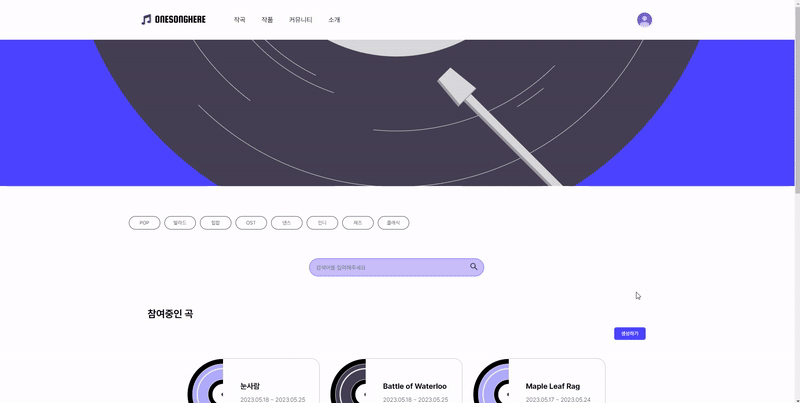 ONESONGHERE 작곡 작품 커뮤니티 소개
POP 발라드 힙합 OST 댄스 인디 재즈 클래식
검색어를 입력해주세요
참여중인 곡
생성하기
눈사람 Battle of Waterloo Maple Leaf Rag
2023.05.18 ~ 2023.05.25 2023.05.18 ~ 2023.05.25 2023.05.17 ~ 2023.05.24